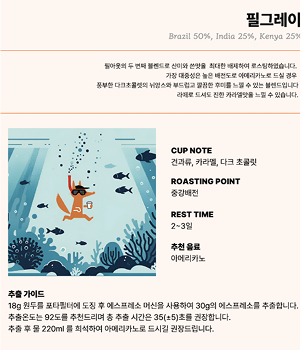 필그레이
Brazil 50%, India 25%, Kenya 25%
필아웃의 두 번째 블렌드로 산미와 쓴맛을 최대한 배제하여 로스팅하였습니다.
가장 대중성은 높은 배전도로 아메리카노로 드실 경우
풍부한 다크초콜릿의 뉘앙스와 부드럽고 깔끔한 후미를 느낄 수 있는 블렌드입니다
라떼로 드셔도 진한 카라멜맛을 느낄 수 있습니다.
CUP NOTE
견과류, 카라멜, 다크 초콜릿
ROASTING POINT
중강배전
REST TIME
2~3일
추천 음료
아메리카노
추출 가이드
18g 원두를 포타필터에 도징 후 에스프레소 머신을 사용하여 30g의 에스프레소를 추출합니다.
추출온도는 92도를 추천드리며 총 추출 시간은 35(±5)초를 권장합니다.
추출 후 물 220ml 를 희석하여 아메리카노로 드시길 권장드립니다.